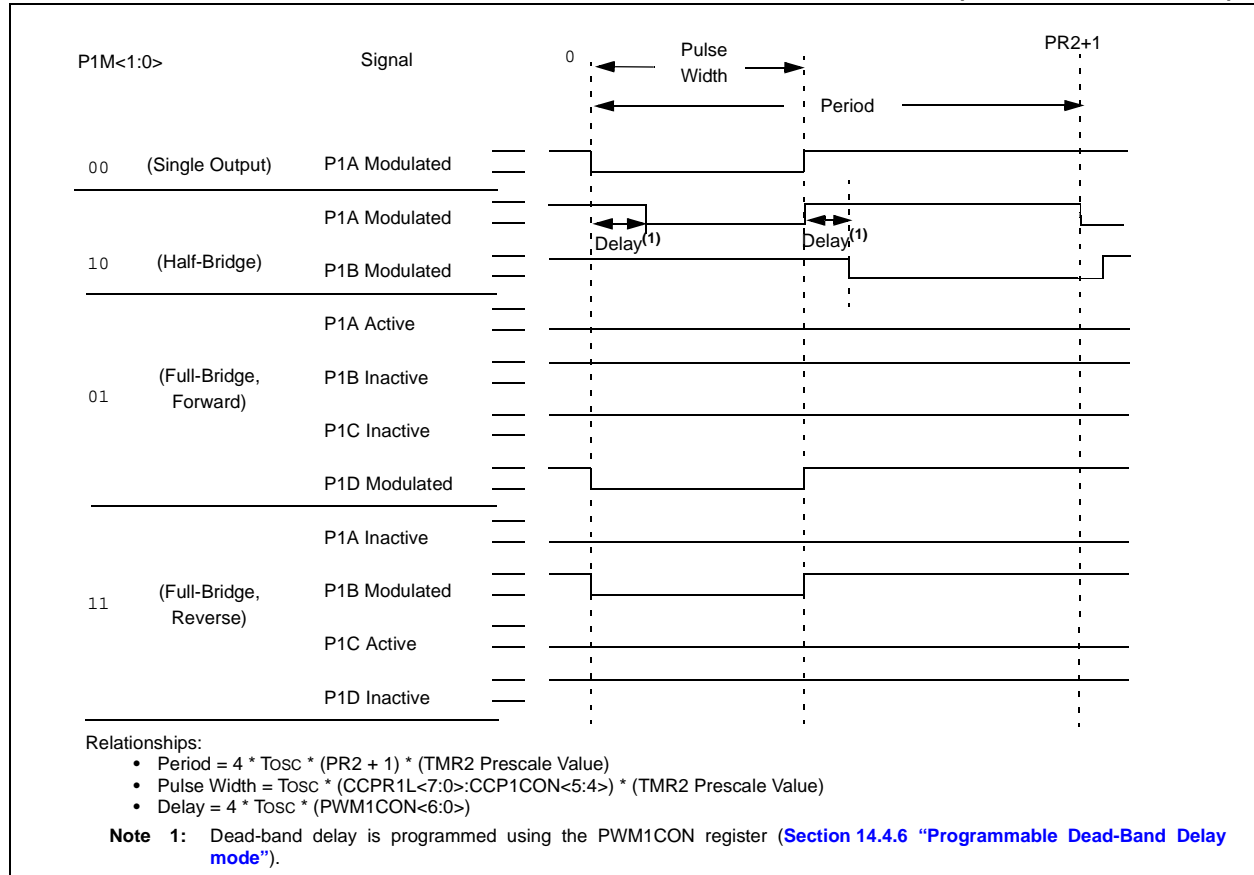 P1M<1:0>
Signal
0
Pulse
Width
PR2+1
Period
00
(Single Output)
P1A Modulated
P1A Modulated
Delay(1)
Delay(1)
10
(Half-Bridge)
P1B Modulated
P1A Active
(Full-Bridge,
Forward)
P1B Inactive
01
P1C Inactive
P1D Modulated
P1A Inactive
(Full-Bridge,
Reverse)
P1B Modulated
11
P1C Active
P1D Inactive
Relationships:
• Period = 4 * TOSC * (PR2 + 1) * (TMR2 Prescale Value)
• Pulse Width = TOSC * (CCPR1L<7:0>:CCP1CON<5:4>) * (TMR2 Prescale Value)
• Delay = 4 * TOSC * (PWM1CON<6:0>)
Note 1: Dead-band delay is programmed using the PWM1CON register (Section 14.4.6 “Programmable Dead-Band Delay
mode”).